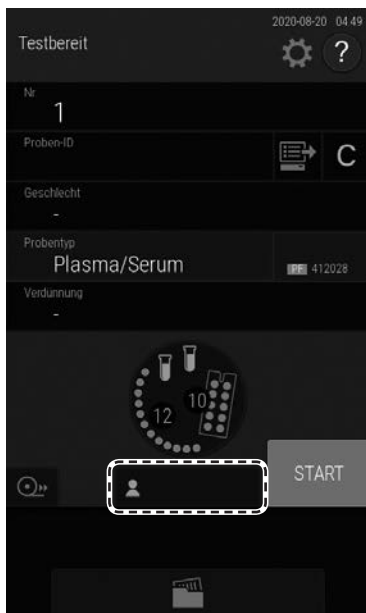 2020-08-20 04:49
Testbereit
?
Nr.
1
Proben-ID
C
Geschlecht
-
Probentyp
Plasma/Serum
PF 412028
Verdünnung
-
10
12
START